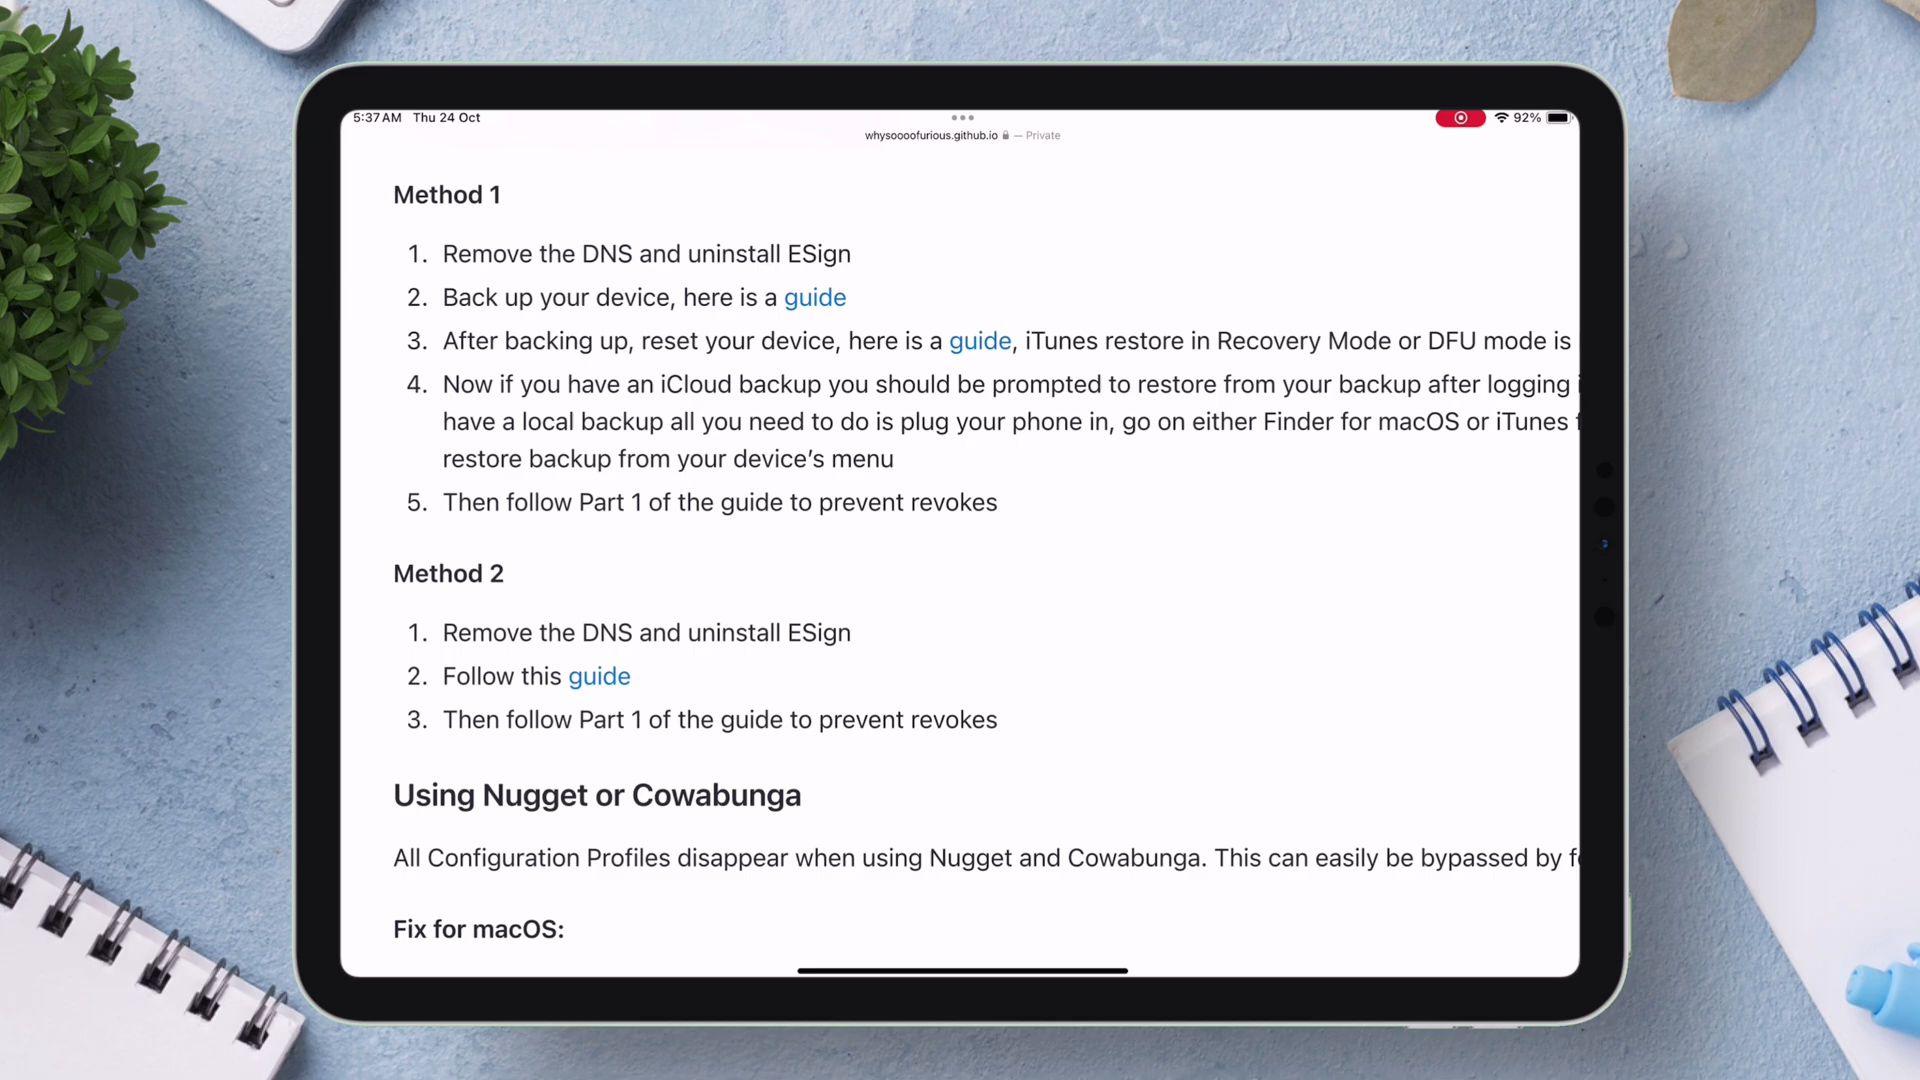 5:37 AM Thu 24 Oct
92%
whysoooofurious.github.io — Private
Method 1
1. Remove the DNS and uninstall ESign
2. Back up your device, here is a guide
3. After backing up, reset your device, here is a guide, iTunes restore in Recovery Mode or DFU mode is
4. Now if you have an iCloud backup you should be prompted to restore from your backup after logging
have a local backup all you need to do is plug your phone in, go on either Finder for macOS or iTunes
restore backup from your device’s menu
5. Then follow Part 1 of the guide to prevent revokes
Method 2
1. Remove the DNS and uninstall ESign
2. Follow this guide
3. Then follow Part 1 of the guide to prevent revokes
Using Nugget or Cowabunga
All Configuration Profiles disappear when using Nugget and Cowabunga. This can easily be bypassed by
Fix for macOS: